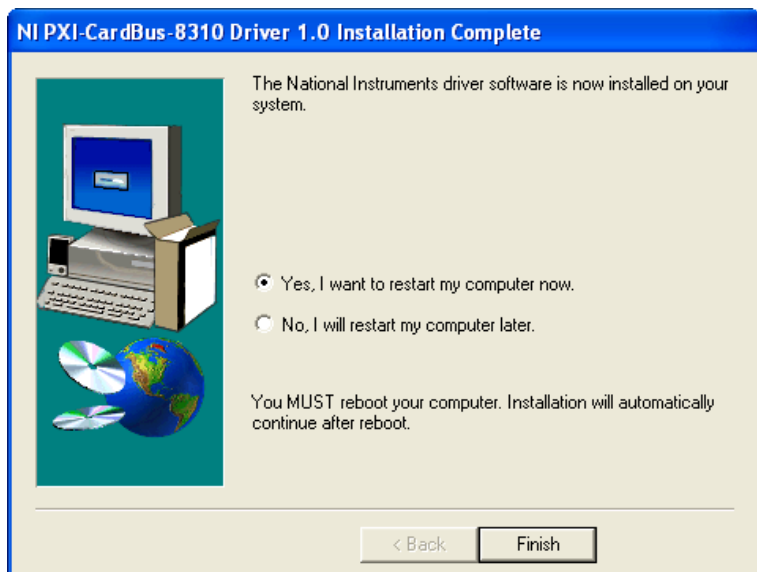 NI PXI-CardBus-8310 Driver 1.0 Installation Complete
The National Instruments driver software is now installed on your
system.
Yes, I want to restart my computer now.
No, I will restart my computer later.
You MUST reboot your computer. Installation will automatically
continue after reboot.
< Back
Finish